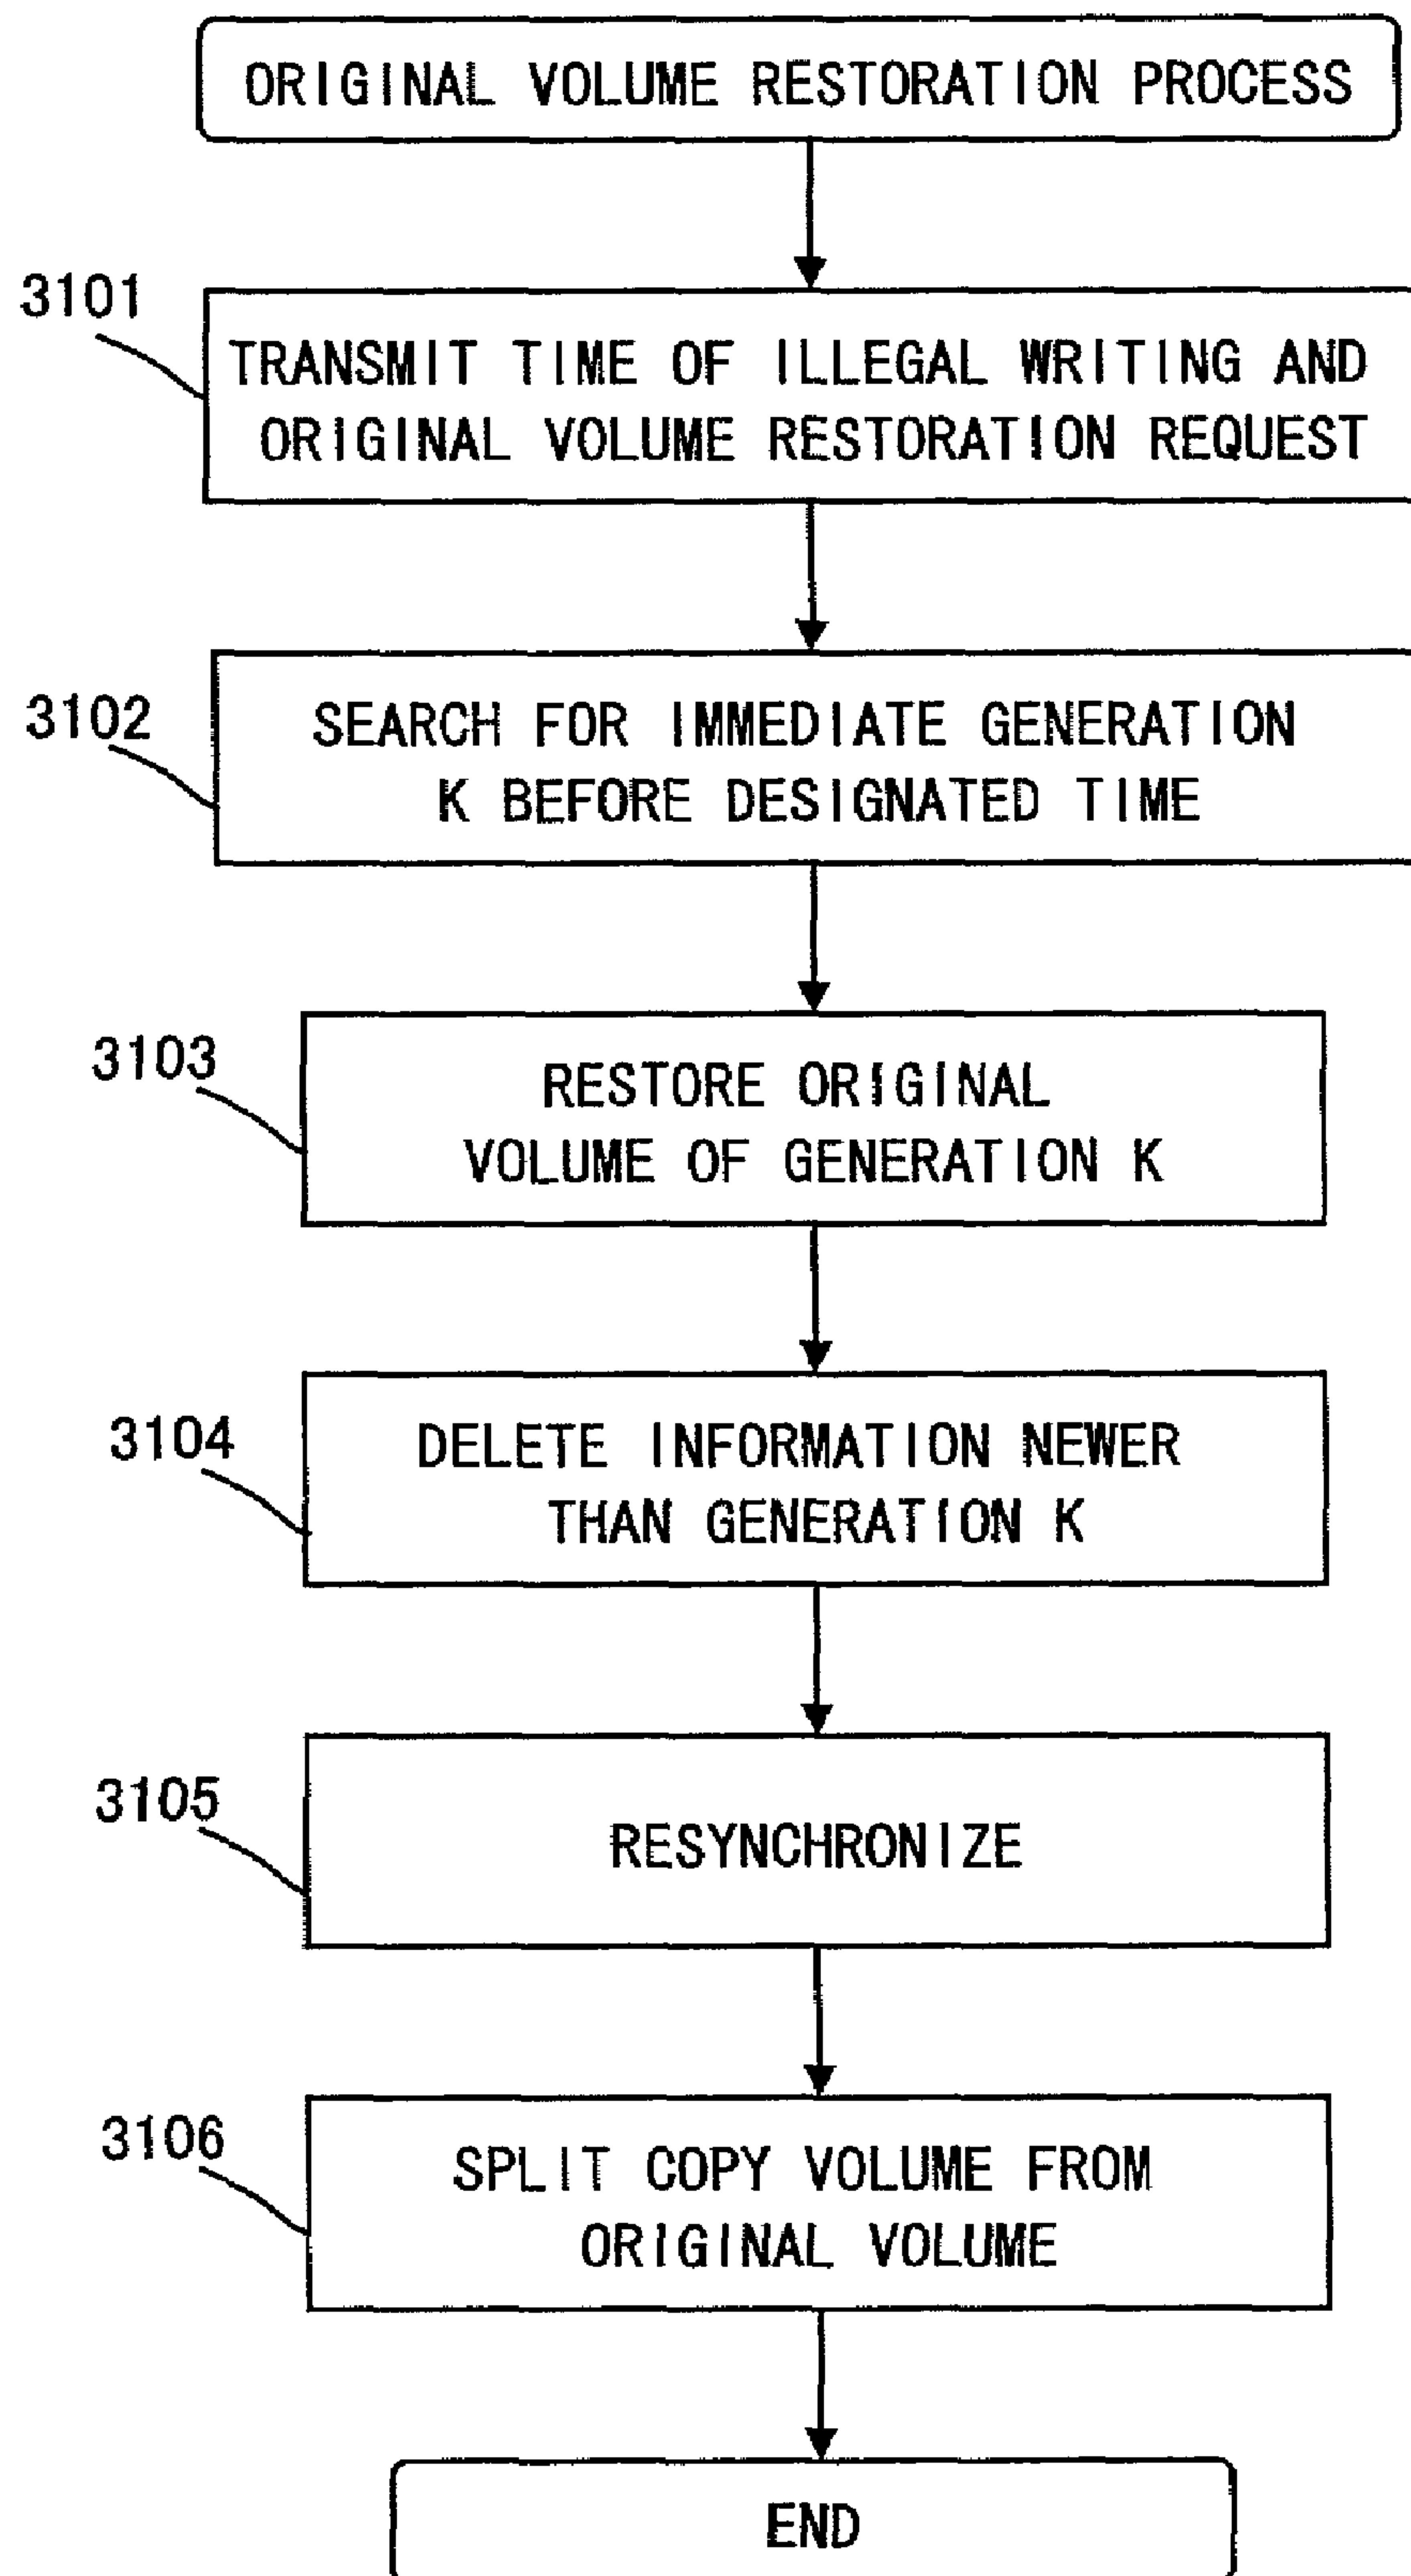 ORIGINAL VOLUME RESTORATION PROCESS
3101
TRANSMIT TIME OF ILLEGAL WRITING AND
ORIGINAL VOLUME RESTORATION REQUEST
3102
SEARCH FOR IMMEDIATE GENERATION
K BEFORE DESIGNATED TIME
3103
RESTORE ORIGINAL
VOLUME OF GENERATION K
3104
DELETE INFORMATION NEWER
THAN GENERATION K
3105
RESYNCHRONIZE
3106
SPLIT COPY VOLUME FROM
ORIGINAL VOLUME
END